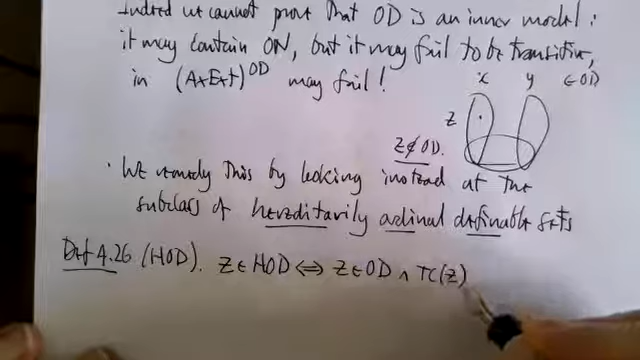 Indeed we cannot prove that OD is an inner model:
it may contain ON, but it may fail to be transitive,
in (AxExt)^OD may fail!
x y ∈ OD
z
z ∉ OD.
· We remedy this by looking instead at the
subclass of hereditarily ordinal definable sets
Def 4.26 (HOD). z ∈ HOD ⟺ z ∈ OD ∧ TC(z)